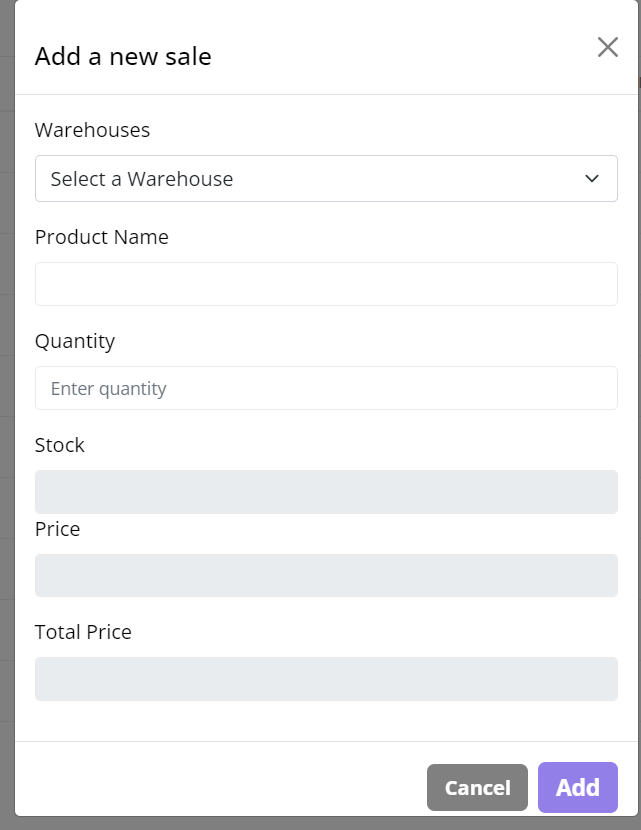 Add a new sale
Warehouses
Select a Warehouse
Product Name
Quantity
Enter quantity
Stock
Price
Total Price
Cancel
Add